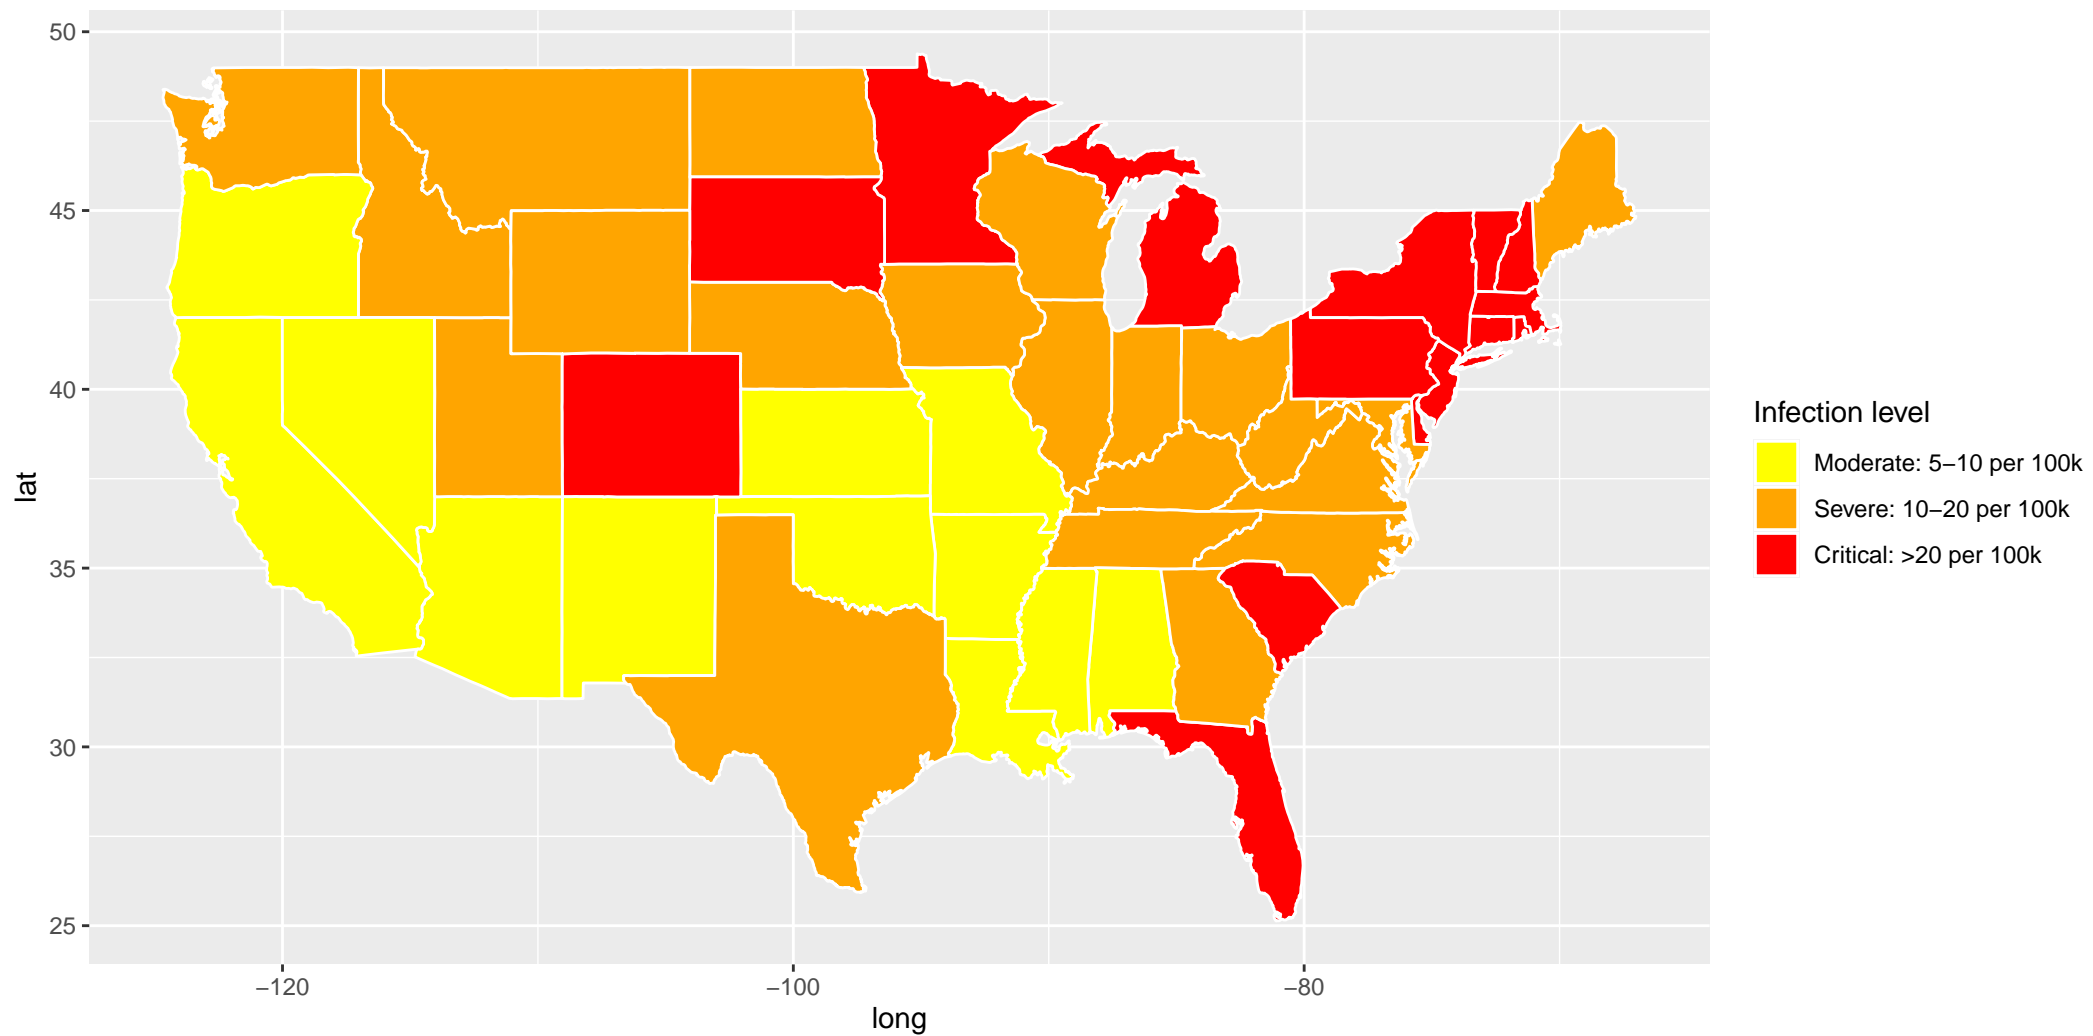 50
45
40
35
30
25
lat
−120
−100
−80
long
Infection level
Moderate: 5−10 per 100k
Severe: 10−20 per 100k
Critical: >20 per 100k